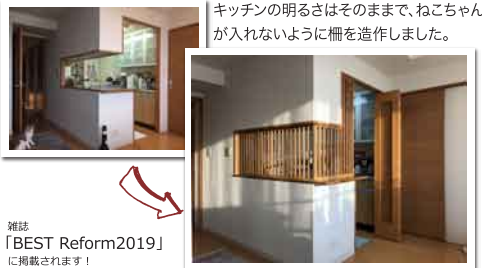 キッチンの明るさはそのままで、ねこちゃん
が入れないように柵を造作しました。
雑誌
「BEST Reform2019」
に掲載されます！